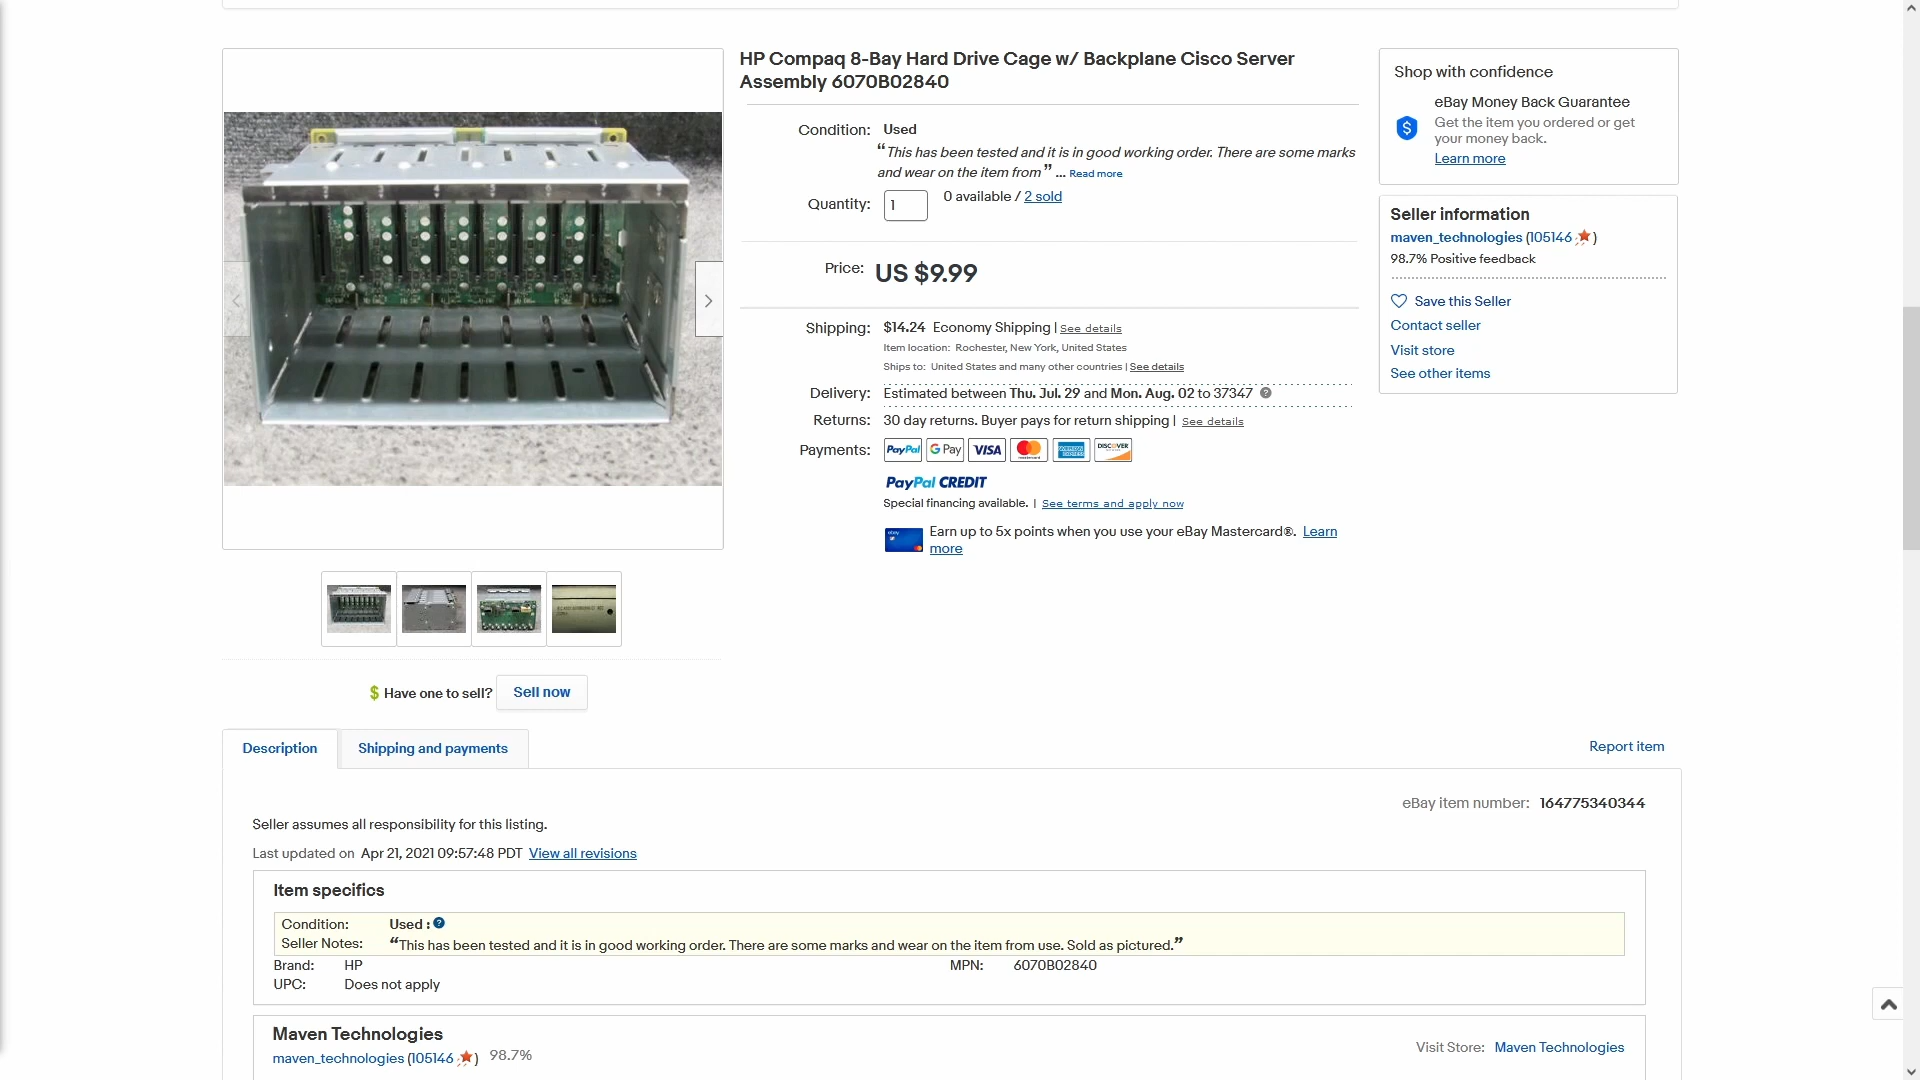 HP Compaq 8-Bay Hard Drive Cage w/ Backplane Cisco Server
Assembly 6070B02840
Condition: Used
“This has been tested and it is in good working order. There are some marks
and wear on the item from” ... Read more
Quantity: 1 0 available / 2 sold
Price: US $9.99
Shipping: $14.24 Economy Shipping | See details
Item location: Rochester, New York, United States
Ships to: United States and many other countries | See details
Delivery: Estimated between Thu. Jul. 29 and Mon. Aug. 02 to 37347
Returns: 30 day returns. Buyer pays for return shipping | See details
Payments: PayPal G Pay VISA mastercard DISCOVER
PayPal CREDIT
Special financing available. | See terms and apply now
Earn up to 5x points when you use your eBay Mastercard®. Learn
more
Shop with confidence
eBay Money Back Guarantee
Get the item you ordered or get
your money back.
Learn more
Seller information
maven_technologies (105146)
98.7% Positive feedback
Save this Seller
Contact seller
Visit store
See other items
$ Have one to sell? Sell now
Description Shipping and payments
Report item
eBay item number: 164775340344
Seller assumes all responsibility for this listing.
Last updated on Apr 21, 2021 09:57:48 PDT View all revisions
Item specifics
Condition: Used :
Seller Notes: “This has been tested and it is in good working order. There are some marks and wear on the item from use. Sold as pictured.”
Brand: HP MPN: 6070B02840
UPC: Does not apply
Maven Technologies
maven_technologies (105146) 98.7%
Visit Store: Maven Technologies